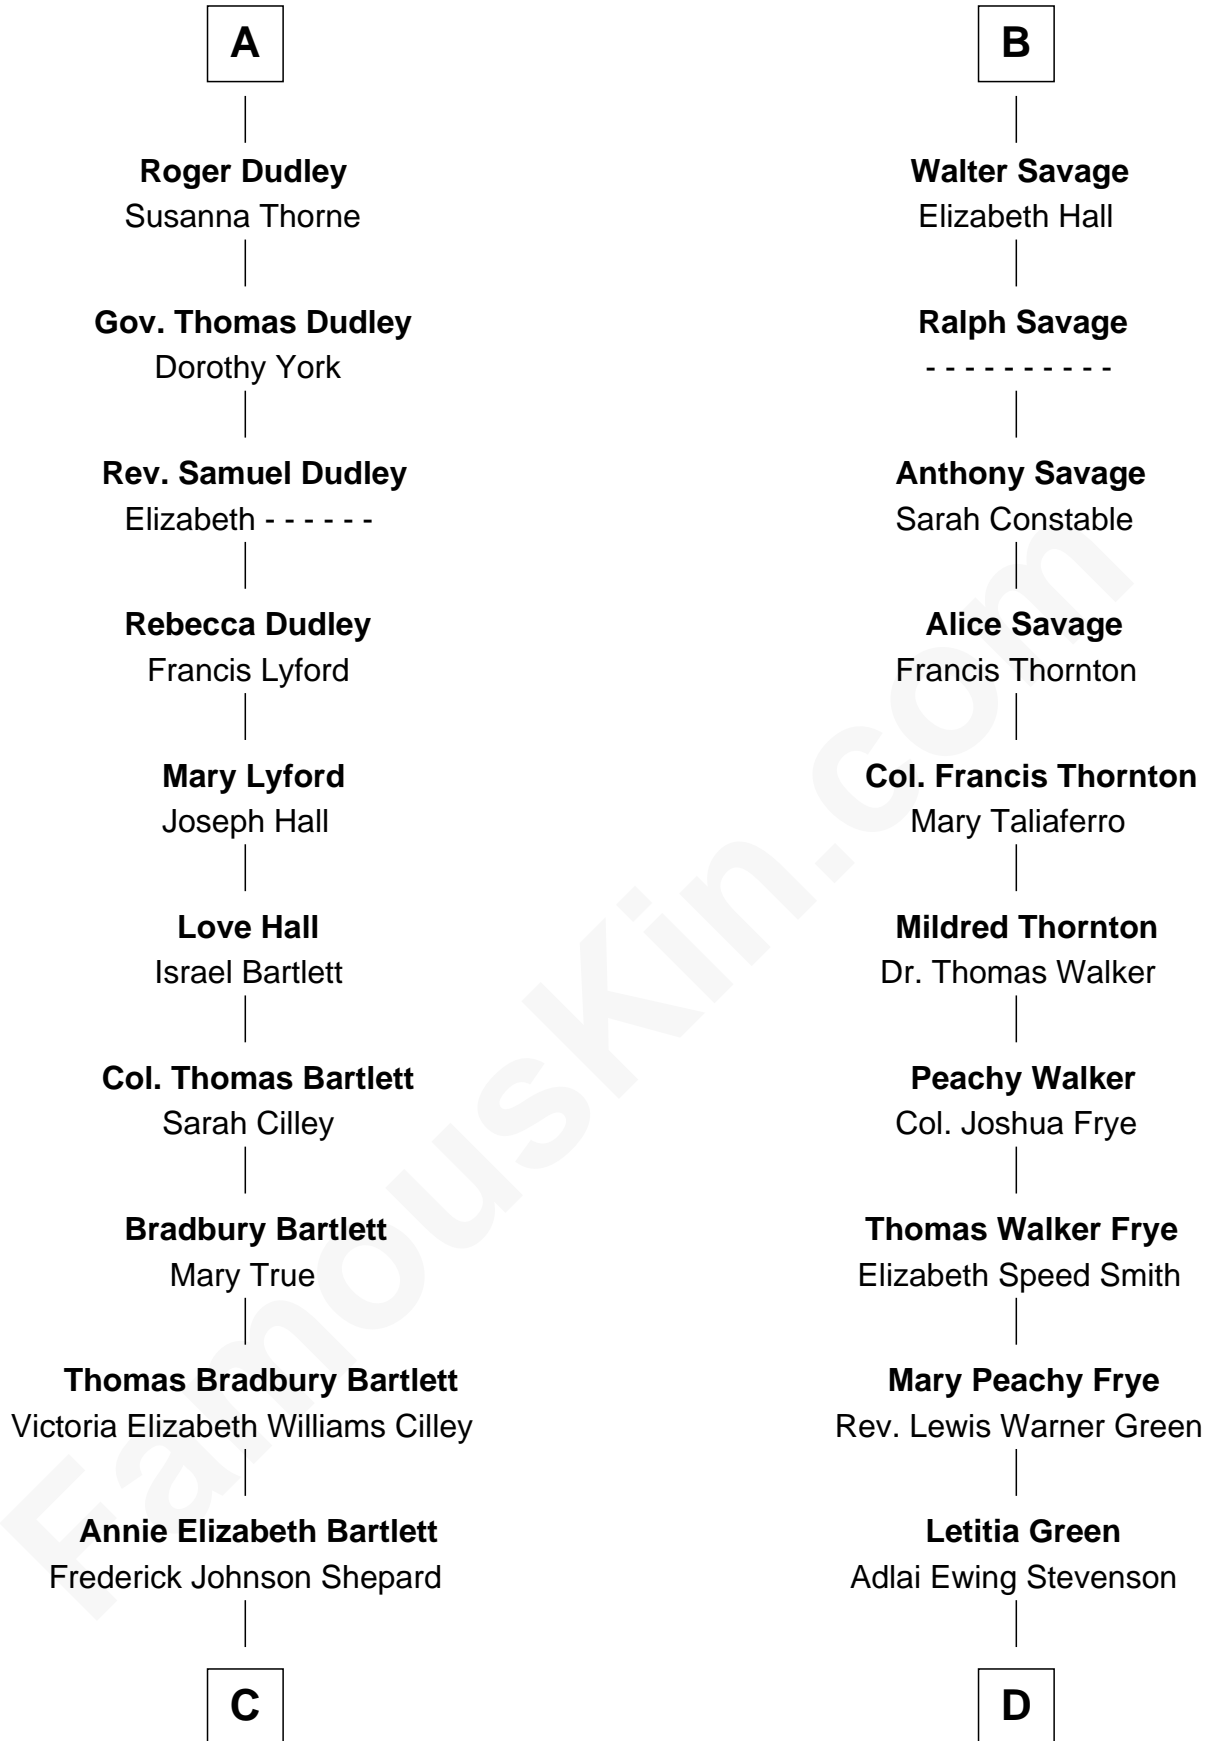 A
Roger Dudley
Susanna Thorne
Gov. Thomas Dudley
Dorothy York
Rev. Samuel Dudley
Elizabeth - - - - - -
Rebecca Dudley
Francis Lyford
Mary Lyford
Joseph Hall
Love Hall
Israel Bartlett
Col. Thomas Bartlett
Sarah Cilley
Bradbury Bartlett
Mary True
Thomas Bradbury Bartlett
Victoria Elizabeth Williams Cilley
Annie Elizabeth Bartlett
Frederick Johnson Shepard
C
B
Walter Savage
Elizabeth Hall
Ralph Savage
- - - - - - - - - -
Anthony Savage
Sarah Constable
Alice Savage
Francis Thornton
Col. Francis Thornton
Mary Taliaferro
Mildred Thornton
Dr. Thomas Walker
Peachy Walker
Col. Joshua Frye
Thomas Walker Frye
Elizabeth Speed Smith
Mary Peachy Frye
Rev. Lewis Warner Green
Letitia Green
Adlai Ewing Stevenson
D
FamousKin.com